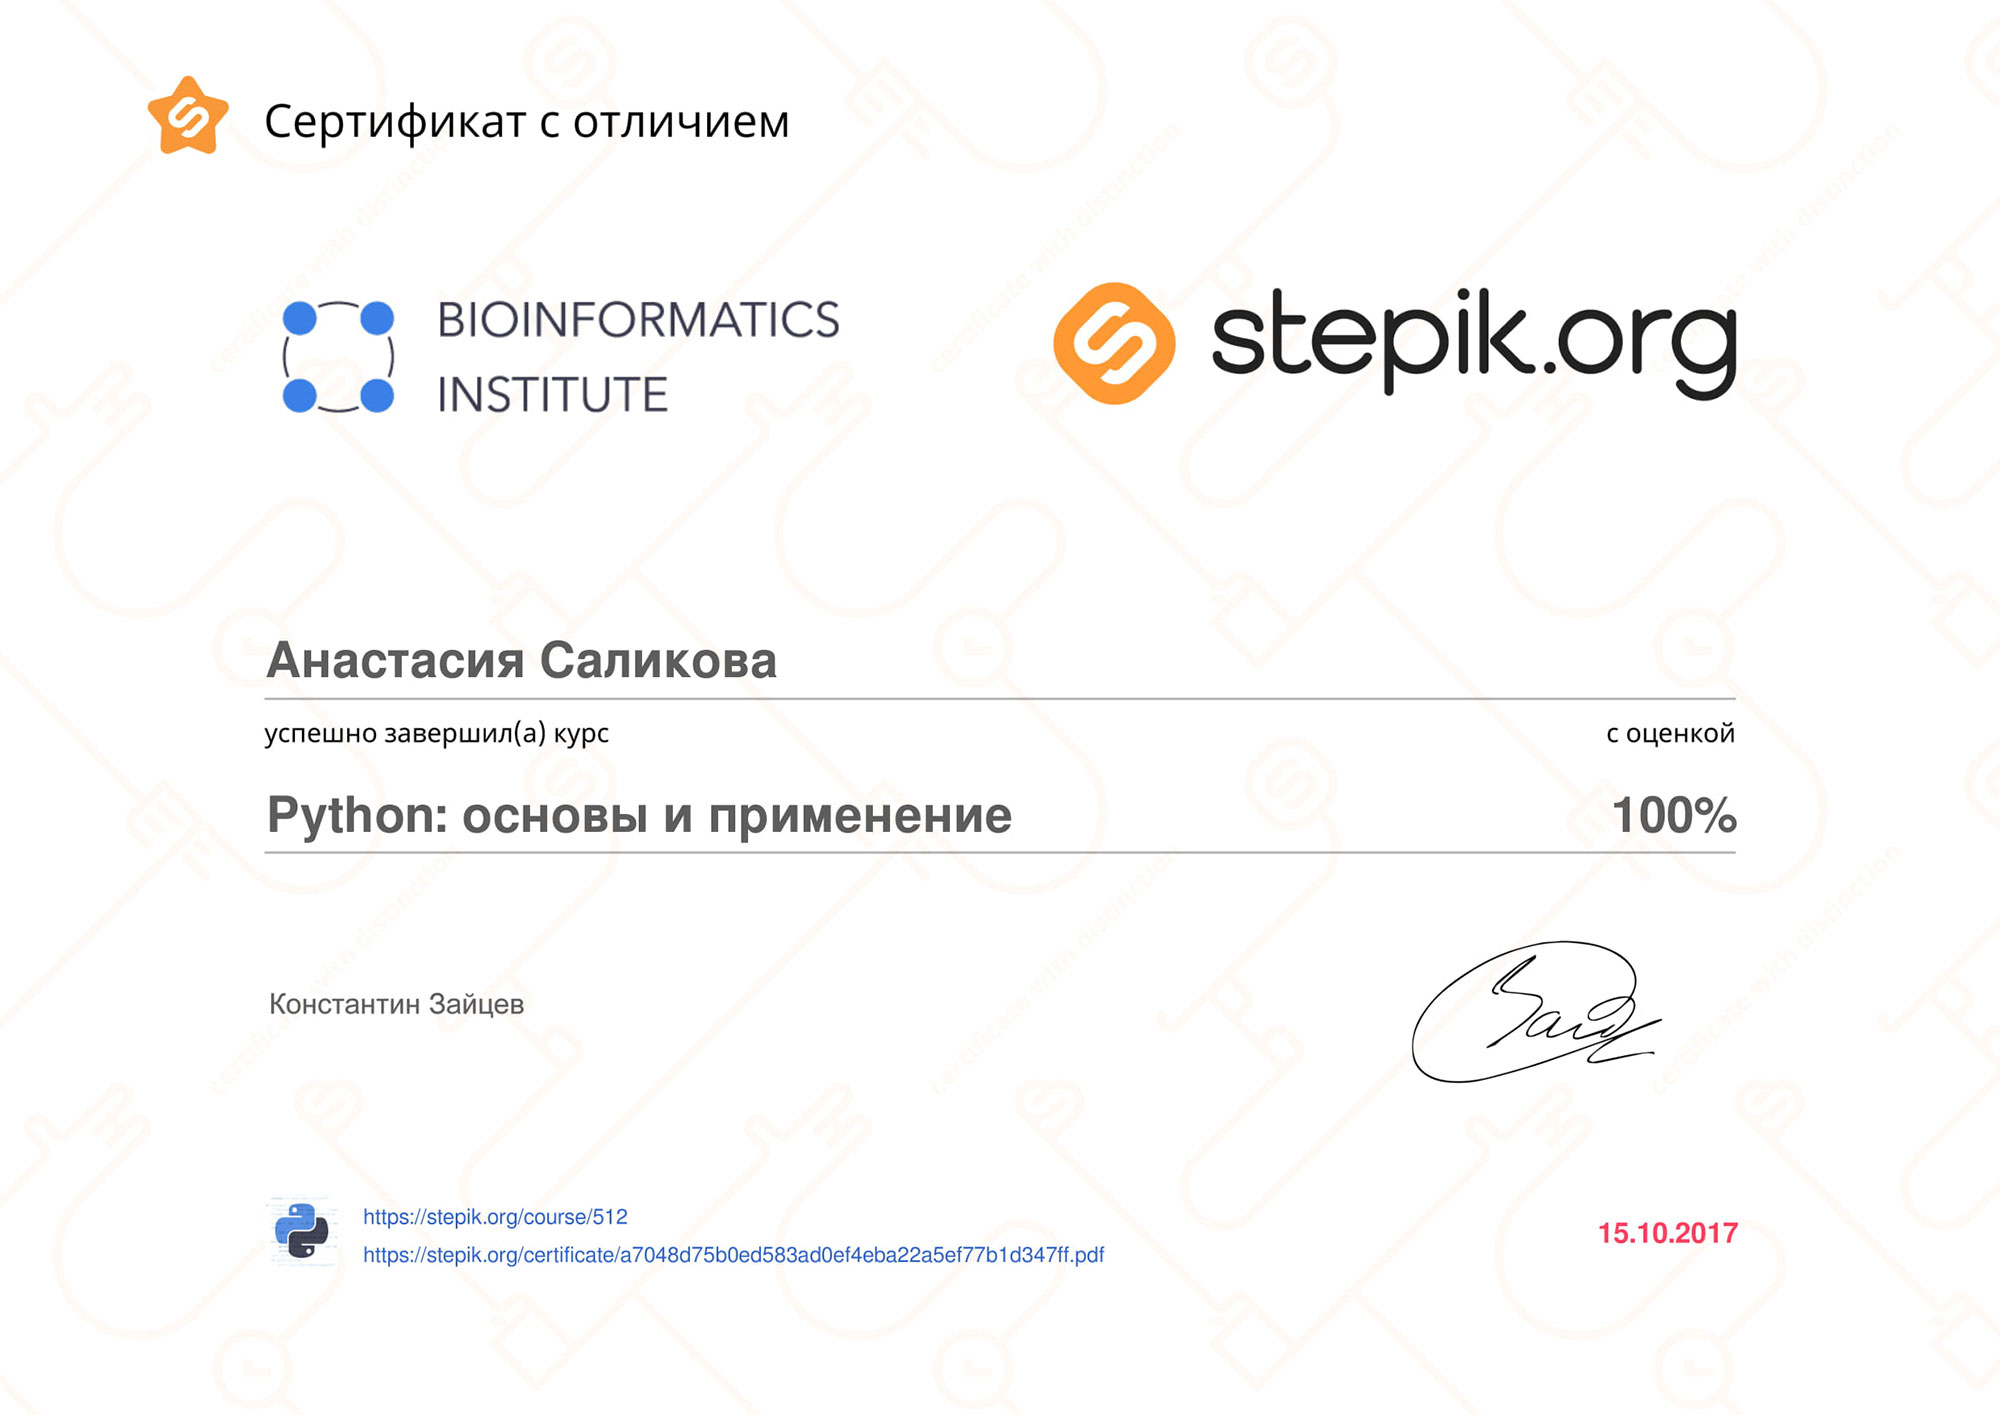 Сертификат с отличием
BIOINFORMATICS
INSTITUTE
stepik.org
Анастасия Саликова
успешно завершил(а) курс
с оценкой
Python: основы и применение
100%
Константин Зайцев
https://stepik.org/course/512
https://stepik.org/certificate/a7048d75b0ed583ad0ef4eba22a5ef77b1d347ff.pdf
15.10.2017